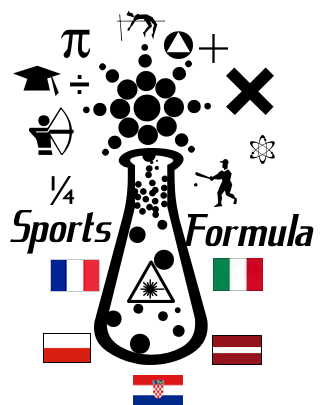 π
÷
+
×
¼
Sports Formula